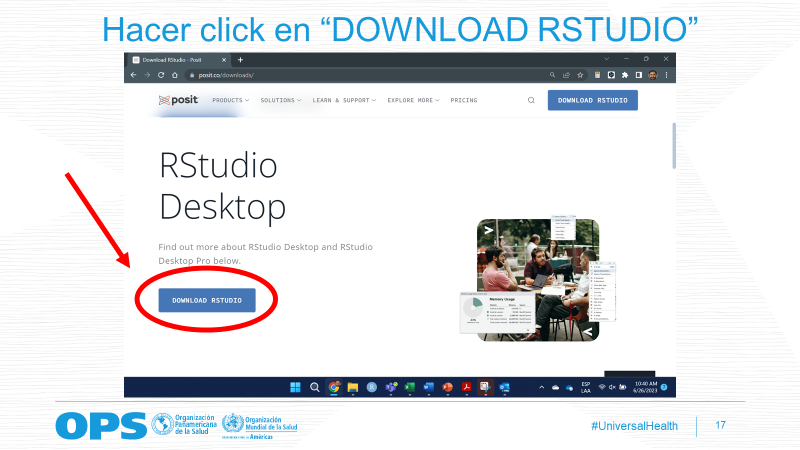 Hacer click en “DOWNLOAD RSTUDIO”
Download RStudio - Posit
posit.co/downloads/
posit
PRODUCTS
SOLUTIONS
LEARN & SUPPORT
EXPLORE MORE
PRICING
DOWNLOAD RSTUDIO
RStudio
Desktop
Find out more about RStudio Desktop and RStudio
Desktop Pro below.
DOWNLOAD RSTUDIO
Memory Usage
ESP
LAA
10:40 AM
6/26/2023
OPS
Organización
Panamericana
de la Salud
Organización
Mundial de la Salud
Américas
#UniversalHealth
17